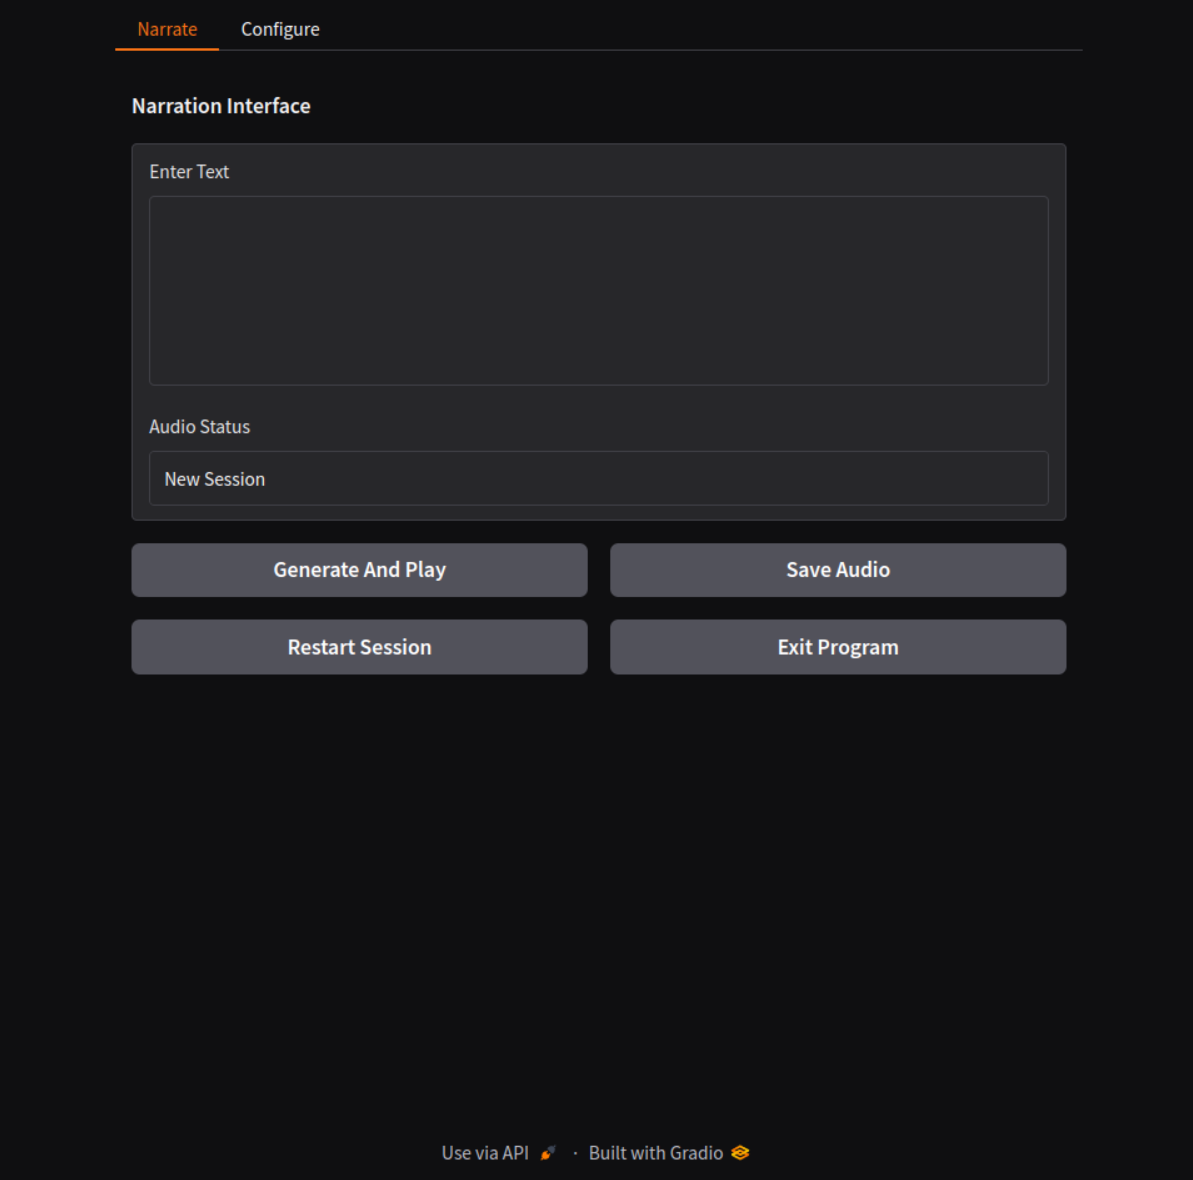 Narrate Configure
Narration Interface
Enter Text
Audio Status
New Session
Generate And Play Save Audio
Restart Session Exit Program
Use via API · Built with Gradio